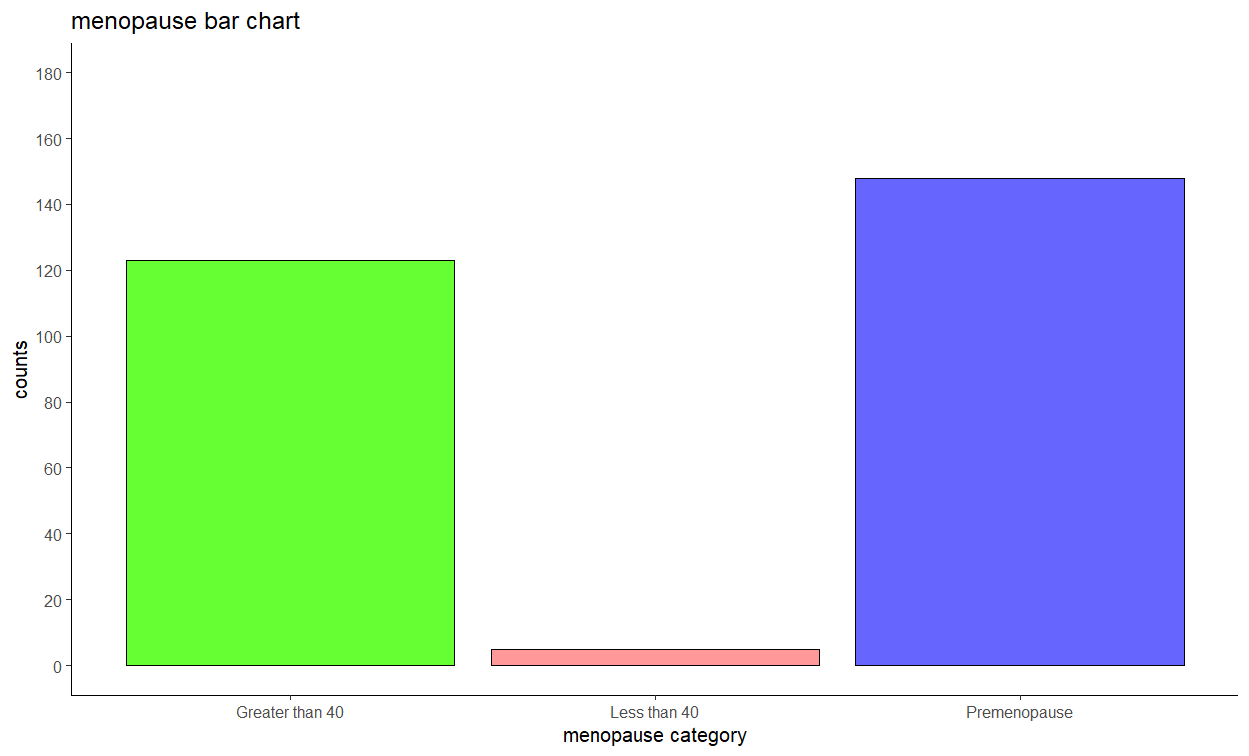 menopause bar chart
180
160
140
120
100
80
60
40
20
0
counts
Greater than 40 Less than 40 Premenopause
menopause category